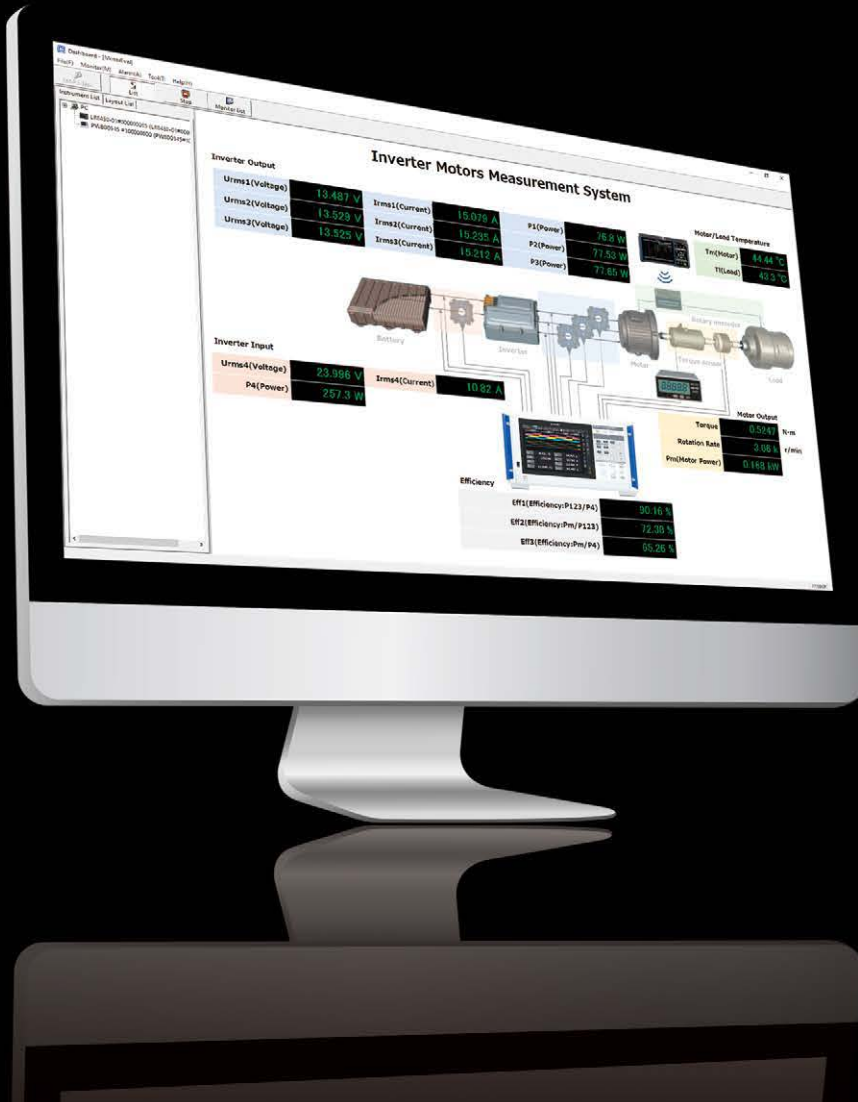 Dashboard - [MotorEval]
File(F) Monitor(M) Alarm(A) Tool(T) Help(H)
Edit Stop Monitor list
Instrument List Layout List
PC
Inverter Motors Measurement System
Inverter Output
Urms1(Voltage) 13.487 V Irms1(Current) 15.079 A P1(Power) 76.8 W
Urms2(Voltage) 13.529 V Irms2(Current) 15.235 A P2(Power) 77.53 W
Urms3(Voltage) 13.525 V Irms3(Current) 15.212 A P3(Power) 77.65 W
Motor/Load Temperature
Tm(Motor) 44.44 °C
Tl(Load) 43.3 °C
Battery
Inverter
Motor
Rotary encoder
Torque sensor
Load
Inverter Input
Urms4(Voltage) 23.996 V Irms4(Current) 10.82 A
P4(Power) 257.3 W
Motor Output
Torque 0.5247 N·m
Rotation Rate 3.06 k r/min
Pm(Motor Power) 0.168 kW
Efficiency
Eff1(Efficiency:P123/P4) 90.16 %
Eff2(Efficiency:Pm/P123) 72.38 %
Eff3(Efficiency:Pm/P4) 65.26 %